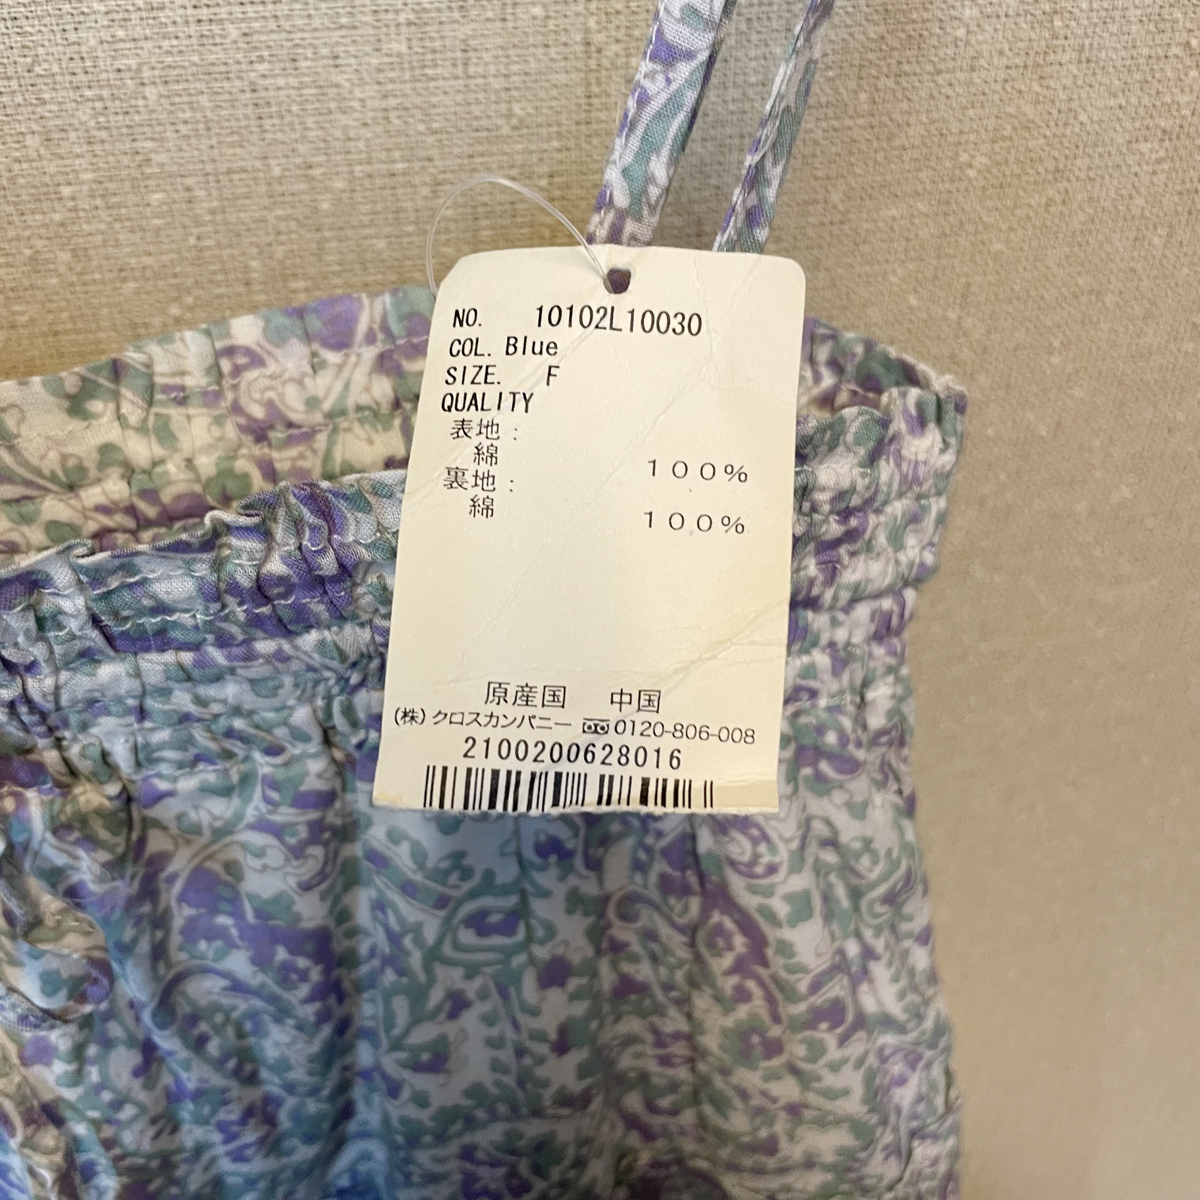 NO. 10102L10030
COL. Blue
SIZE. F
QUALITY
表地:
綿 100%
裏地:
綿 100%
原産国 中国
(株)クロスカンパニー 0120-806-008
2100200628016